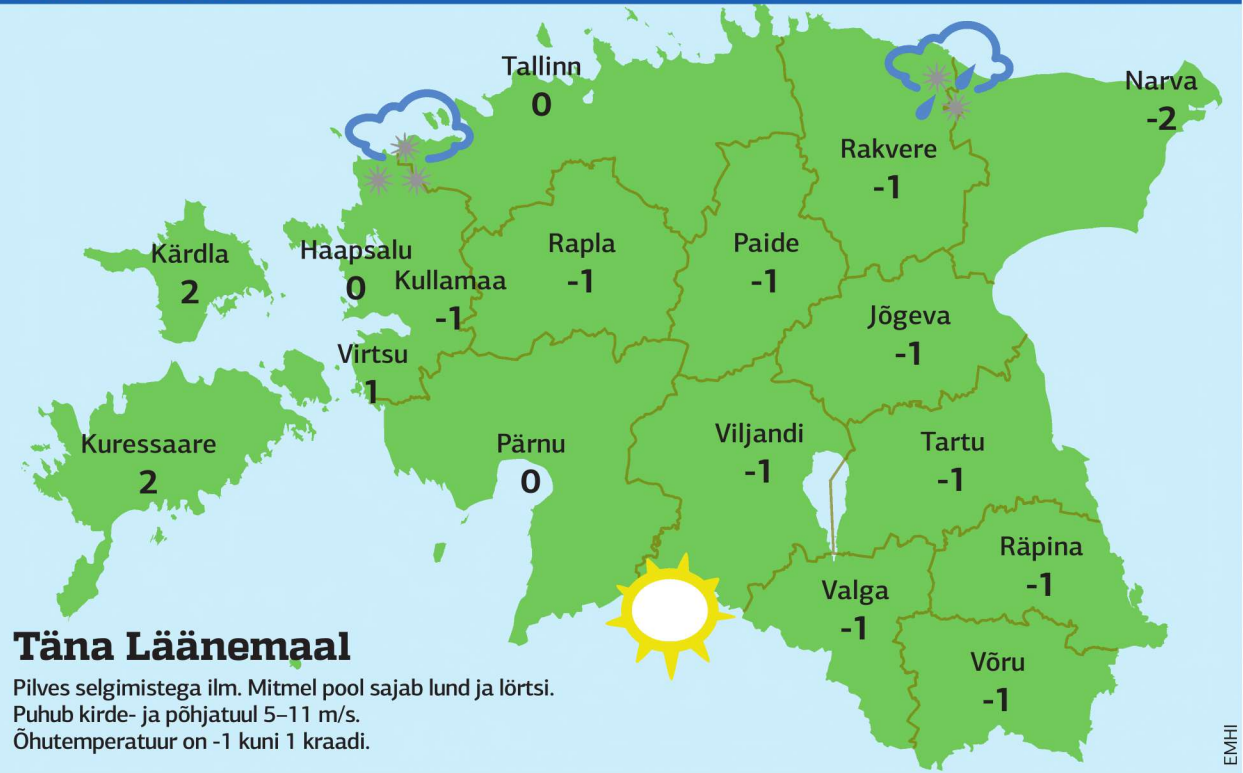 Tallinn
0
Narva
-2
Rakvere
-1
Kärdla
2
Haapsalu
0
Kullamaa
-1
Rapla
-1
Paide
-1
Jõgeva
-1
Virtsu
1
Kuressaare
2
Pärnu
0
Viljandi
-1
Tartu
-1
Räpina
-1
Valga
-1
Võru
-1
Täna Läänemaal
Pilves selgimistega ilm. Mitmel pool sajab lund ja lörtsi.
Puhub kirde- ja põhjatuul 5–11 m/s.
Õhutemperatuur on -1 kuni 1 kraadi.
EMHI